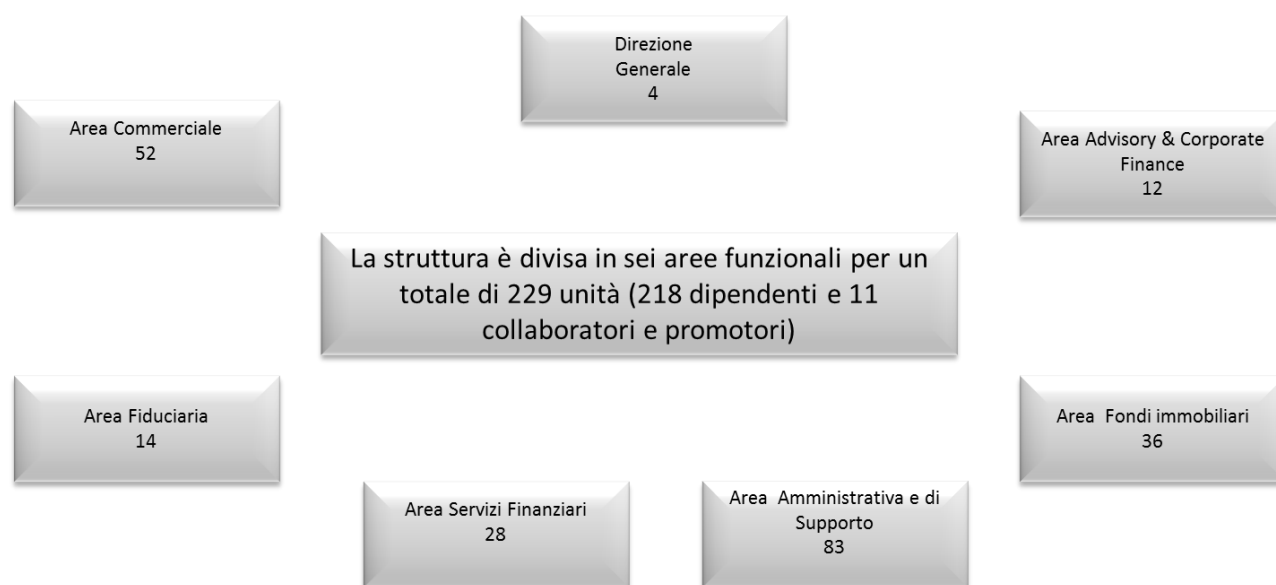 Direzione
Generale
4
Area Commerciale
52
Area Advisory & Corporate
Finance
12
La struttura è divisa in sei aree funzionali per un
totale di 229 unità (218 dipendenti e 11
collaboratori e promotori)
Area Fiduciaria
14
Area  Fondi immobiliari
36
Area Servizi Finanziari
28
Area  Amministrativa e di
Supporto
83